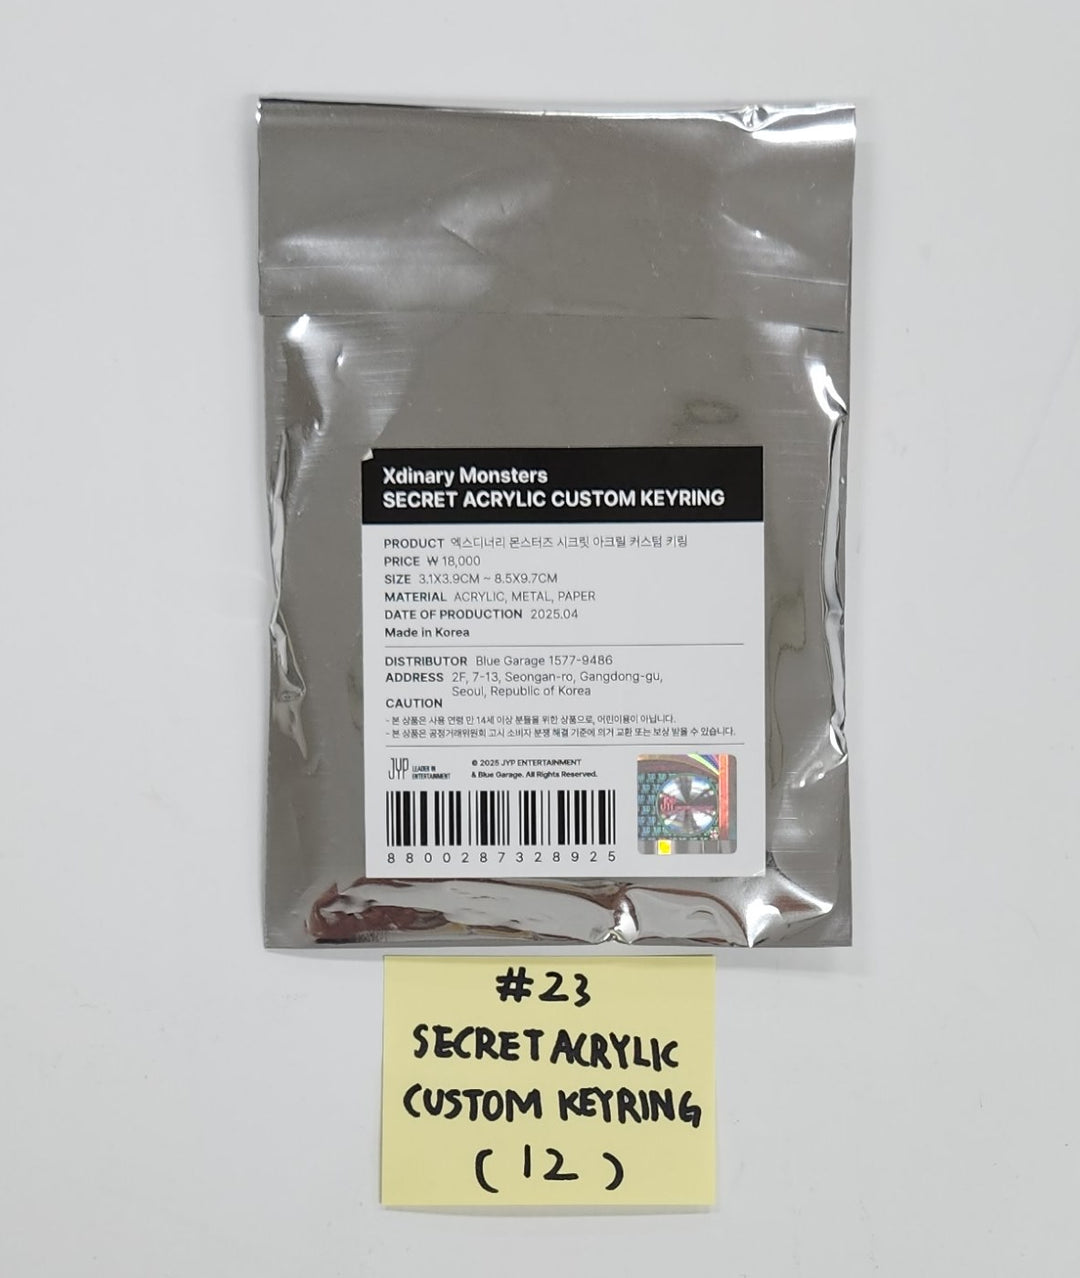 Xdinary Monsters
SECRET ACRYLIC CUSTOM KEYRING
PRODUCT 엑스디너리 몬스터즈 시크릿 아크릴 커스텀 키링
PRICE ₩ 18,000
SIZE 3.1X3.9CM ~ 8.5X9.7CM
MATERIAL ACRYLIC, METAL, PAPER
DATE OF PRODUCTION 2025.04
Made in Korea
DISTRIBUTOR Blue Garage 1577-9486
ADDRESS 2F, 7-13, Seongan-ro, Gangdong-gu,
Seoul, Republic of Korea
CAUTION
- 본 상품은 사용 연령 만 14세 이상 분들을 위한 상품으로, 어린이용이 아닙니다.
- 본 상품은 공정거래위원회 고시 소비자 분쟁 해결 기준에 의거 교환 또는 보상 받을 수 있습니다.
JYP LEADER IN
ENTERTAINMENT
© 2025 JYP ENTERTAINMENT
& Blue Garage. All Rights Reserved.
8800287328925
#23
SECRET ACRYLIC
CUSTOM KEYRING
(12)